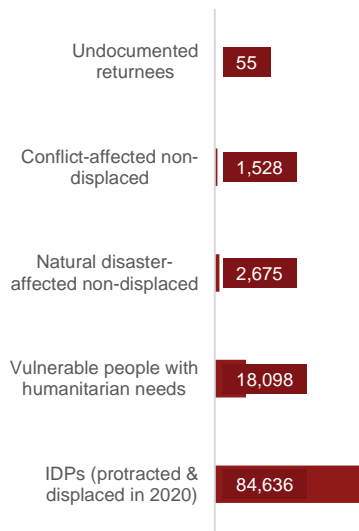 Undocumented
returnees
55
Conflict-affected non-
displaced
1,528
Natural disaster-
affected non-displaced
2,675
Vulnerable people with
humanitarian needs
18,098
IDPs (protracted &
displaced in 2020)
84,636